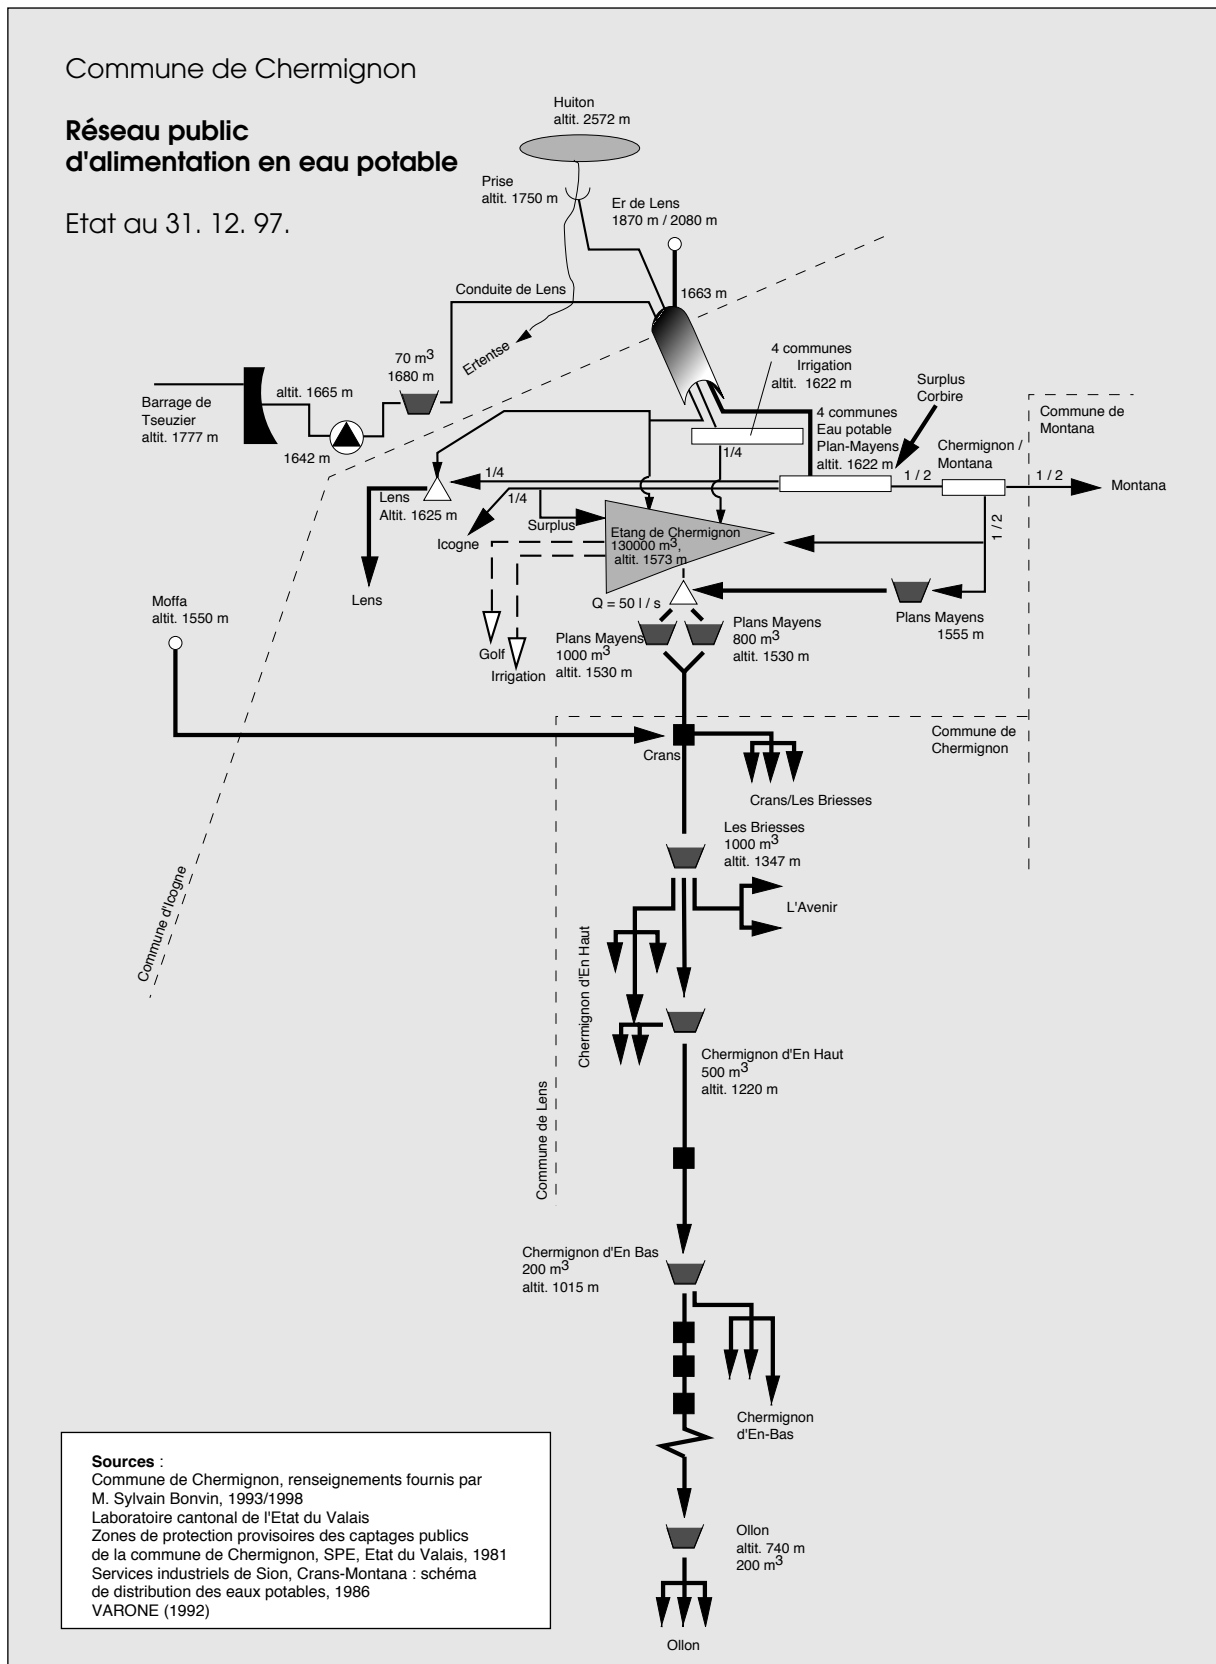 Commune de Chermignon
Réseau public
d'alimentation en eau potable
Etat au 31. 12. 97.
Huiton
altit. 2572 m
Prise
altit. 1750 m
Er de Lens
1870 m / 2080 m
1663 m
Conduite de Lens
Ertentse
70 m3
1680 m
altit. 1665 m
Barrage de
Tseuzier
altit. 1777 m
1642 m
4 communes
Irrigation
altit. 1622 m
Surplus
Corbire
4 communes
Eau potable
Plan-Mayens
altit. 1622 m
Commune de
Montana
Chermignon /
Montana
1/4
1/4
1/4
1 / 2
1 / 2
1 / 2
Montana
Lens
Altit. 1625 m
Icogne
Surplus
Etang de Chermignon
130000 m3,
altit. 1573 m
Lens
Q = 50 l / s
Plans Mayens
1555 m
Moffa
altit. 1550 m
Golf
Irrigation
Plans Mayens
1000 m3
altit. 1530 m
Plans Mayens
800 m3
altit. 1530 m
Commune de
Chermignon
Crans
Crans/Les Briesses
Les Briesses
1000 m3
altit. 1347 m
L'Avenir
Commune d'Icogne
Chermignon d'En Haut
Chermignon d'En Haut
500 m3
altit. 1220 m
Commune de Lens
Chermignon d'En Bas
200 m3
altit. 1015 m
Chermignon
d'En-Bas
Ollon
altit. 740 m
200 m3
Ollon
Sources :
Commune de Chermignon, renseignements fournis par
M. Sylvain Bonvin, 1993/1998
Laboratoire cantonal de l'Etat du Valais
Zones de protection provisoires des captages publics
de la commune de Chermignon, SPE, Etat du Valais, 1981
Services industriels de Sion, Crans-Montana : schéma
de distribution des eaux potables, 1986
VARONE (1992)